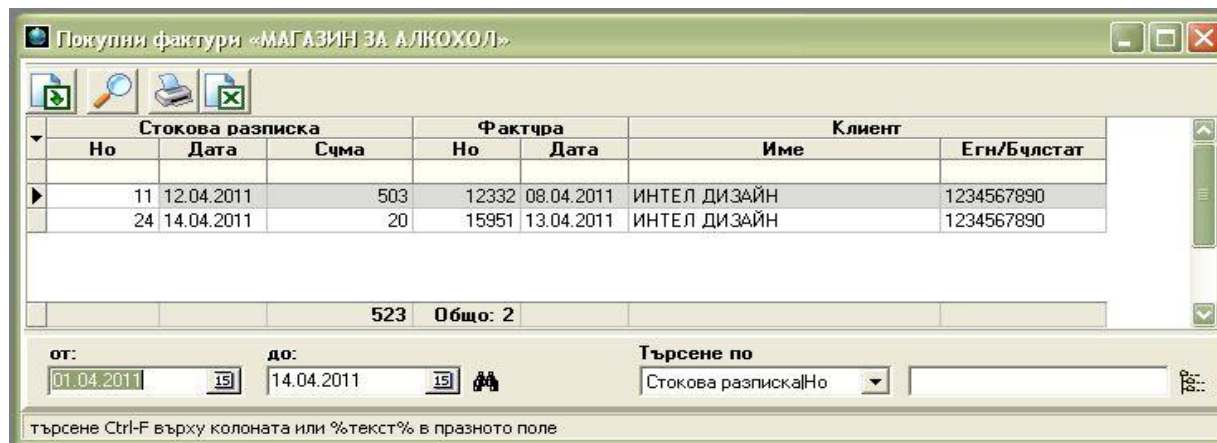 Покупни фактури «МАГАЗИН ЗА АЛКОХОЛ»
Стокова разписка Фактура Клиент
Но Дата Сума Но Дата Име Егн/Булстат
11 12.04.2011 503 12332 08.04.2011 ИНТЕЛ ДИЗАЙН 1234567890
24 14.04.2011 20 15951 13.04.2011 ИНТЕЛ ДИЗАЙН 1234567890
523 Общо: 2
от: до: Търсене по
01.04.2011 15 14.04.2011 15 Стокова разписка|Но
търсене Ctrl-F върху колоната или %текст% в празното поле